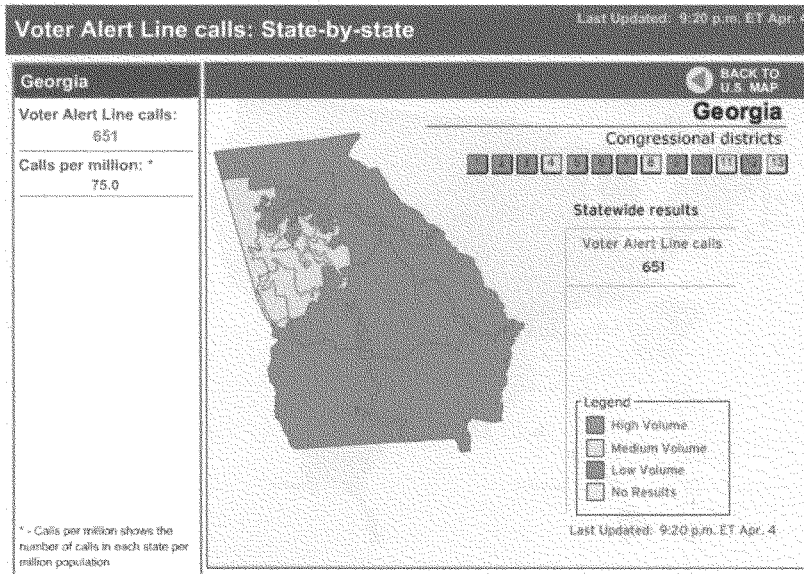 Voter Alert Line calls: State-by-state
Last Updated: 9:20 p.m. ET Apr.
Georgia
Voter Alert Line calls:
651
Calls per million: *
75.0
* - Calls per million shows the
number of calls in each state per
million population
BACK TO
U.S. MAP
Georgia
Congressional districts
4 8 11 13
Statewide results
Voter Alert Line calls
651
Legend
High Volume
Medium Volume
Low Volume
No Results
Last Updated: 9:20 p.m. ET Apr. 4